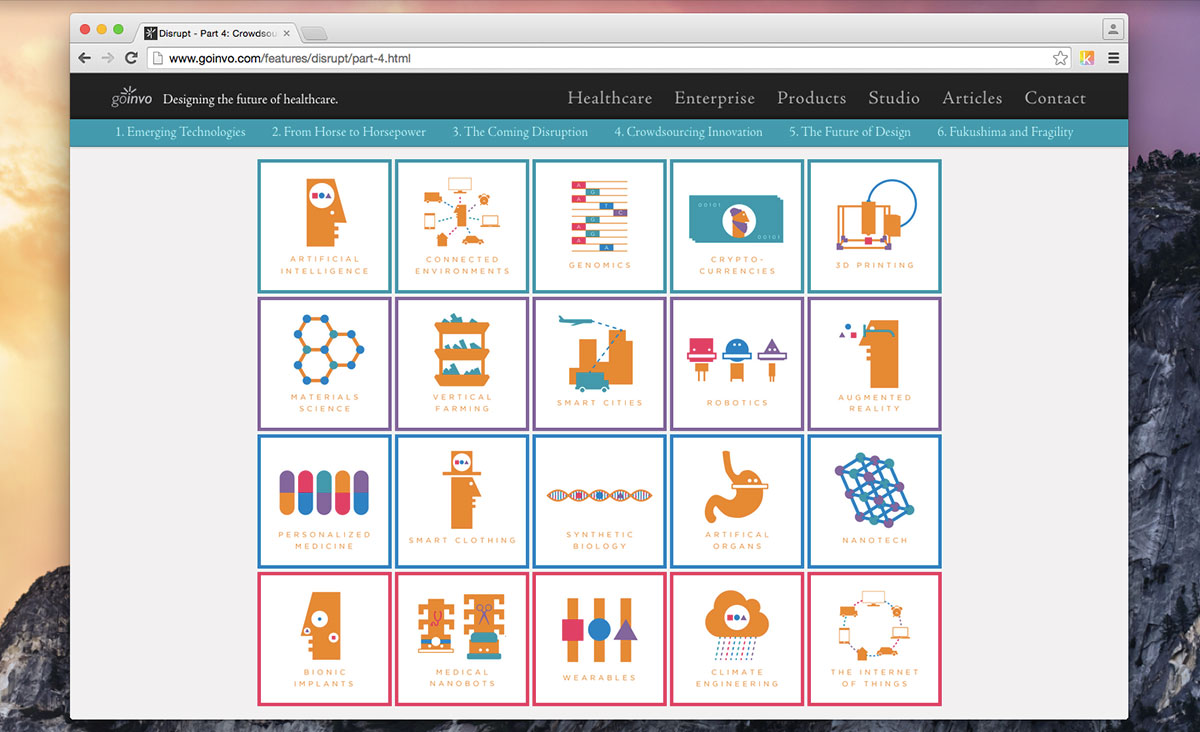 Disrupt - Part 4: Crowdsou
www.goinvo.com/features/disrupt/part-4.html
goinvo Designing the future of healthcare.
Healthcare Enterprise Products Studio Articles Contact
1. Emerging Technologies 2. From Horse to Horsepower 3. The Coming Disruption 4. Crowdsourcing Innovation 5. The Future of Design 6. Fukushima and Fragility
ARTIFICIAL
INTELLIGENCE
CONNECTED
ENVIRONMENTS
A
G
A
T
C
G
A
G
A
GENOMICS
00101
00101
CRYPTO-
CURRENCIES
3D PRINTING
MATERIALS
SCIENCE
VERTICAL
FARMING
SMART CITIES
ROBOTICS
AUGMENTED
REALITY
PERSONALIZED
MEDICINE
SMART CLOTHING
SYNTHETIC
BIOLOGY
ARTIFICAL
ORGANS
NANOTECH
BIONIC
IMPLANTS
MEDICAL
NANOBOTS
WEARABLES
CLIMATE
ENGINEERING
THE INTERNET
OF THINGS